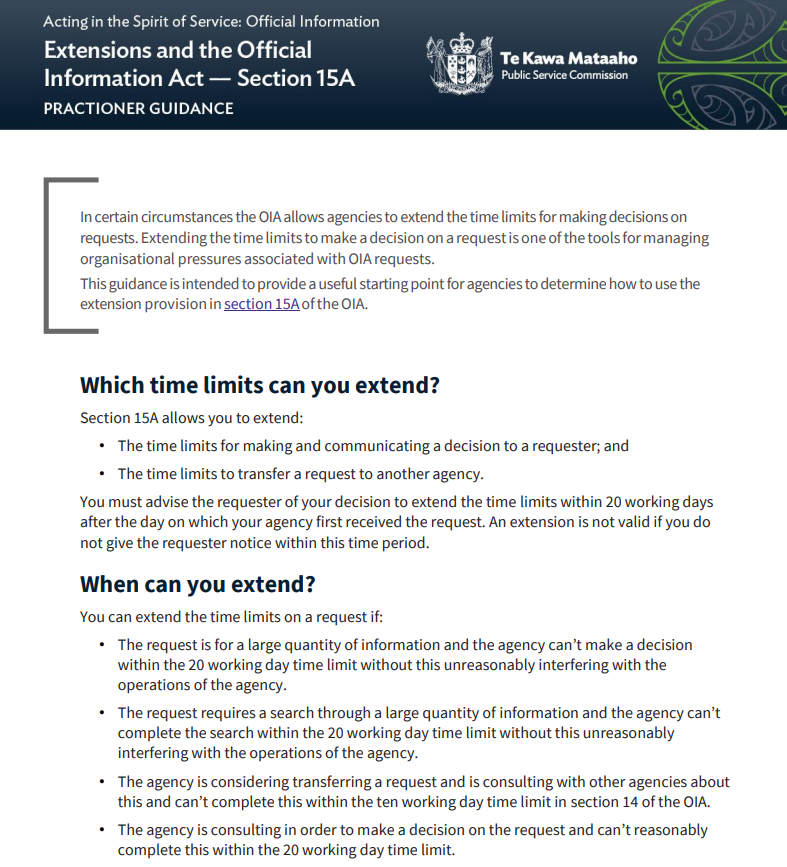 Acting in the Spirit of Service: Official Information
Extensions and the Official
Information Act — Section 15A
PRACTIONER GUIDANCE
Te Kawa Mataaho
Public Service Commission
In certain circumstances the OIA allows agencies to extend the time limits for making decisions on
requests. Extending the time limits to make a decision on a request is one of the tools for managing
organisational pressures associated with OIA requests.
This guidance is intended to provide a useful starting point for agencies to determine how to use the
extension provision in section 15A of the OIA.
Which time limits can you extend?
Section 15A allows you to extend:
• The time limits for making and communicating a decision to a requester; and
• The time limits to transfer a request to another agency.
You must advise the requester of your decision to extend the time limits within 20 working days
after the day on which your agency first received the request. An extension is not valid if you do
not give the requester notice within this time period.
When can you extend?
You can extend the time limits on a request if:
• The request is for a large quantity of information and the agency can’t make a decision
within the 20 working day time limit without this unreasonably interfering with the
operations of the agency.
• The request requires a search through a large quantity of information and the agency can’t
complete the search within the 20 working day time limit without this unreasonably
interfering with the operations of the agency.
• The agency is considering transferring a request and is consulting with other agencies about
this and can’t complete this within the ten working day time limit in section 14 of the OIA.
• The agency is consulting in order to make a decision on the request and can’t reasonably
complete this within the 20 working day time limit.